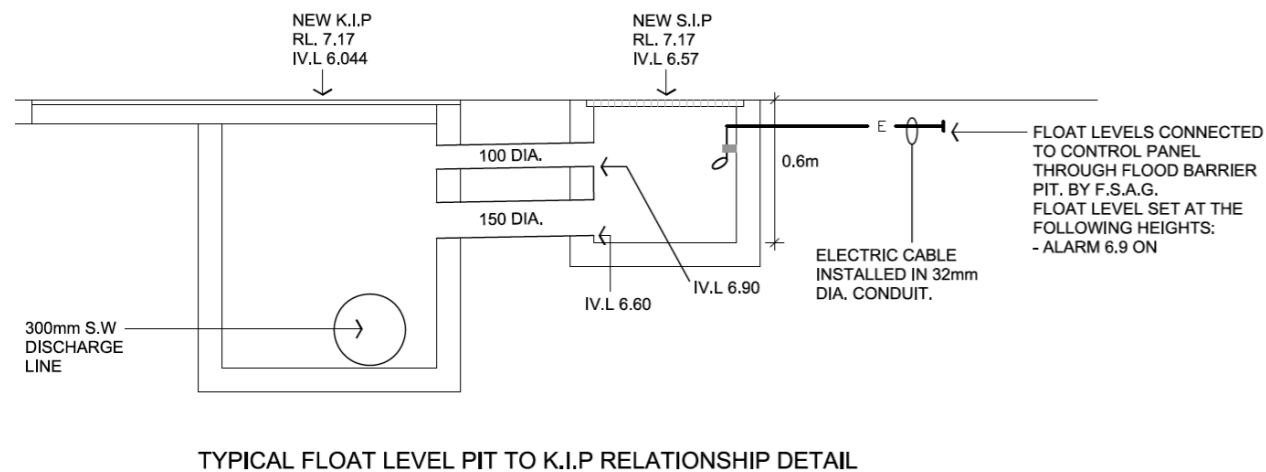 NEW K.I.P
RL. 7.17
IV.L 6.044
NEW S.I.P
RL. 7.17
IV.L 6.57
100 DIA.
150 DIA.
E
0.6m
FLOAT LEVELS CONNECTED
TO CONTROL PANEL
THROUGH FLOOD BARRIER
PIT. BY F.S.A.G.
FLOAT LEVEL SET AT THE
FOLLOWING HEIGHTS:
- ALARM 6.9 ON
ELECTRIC CABLE
INSTALLED IN 32mm
DIA. CONDUIT.
IV.L 6.90
IV.L 6.60
300mm S.W
DISCHARGE
LINE
TYPICAL FLOAT LEVEL PIT TO K.I.P RELATIONSHIP DETAIL